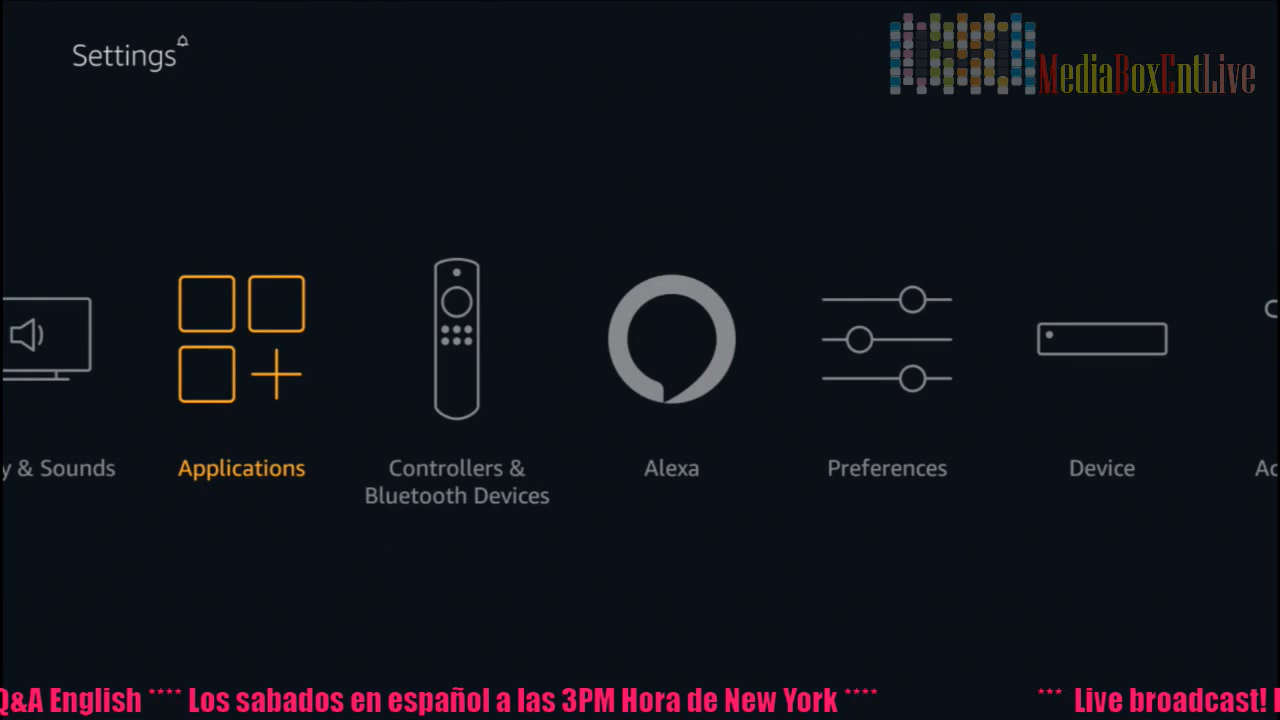 Settings
MediaBoxEntLive
y & Sounds
Applications
Controllers &
Bluetooth Devices
Alexa
Preferences
Device
Ac
Q&A English **** Los sabados en español a las 3PM Hora de New York **** *** Live broadcast!